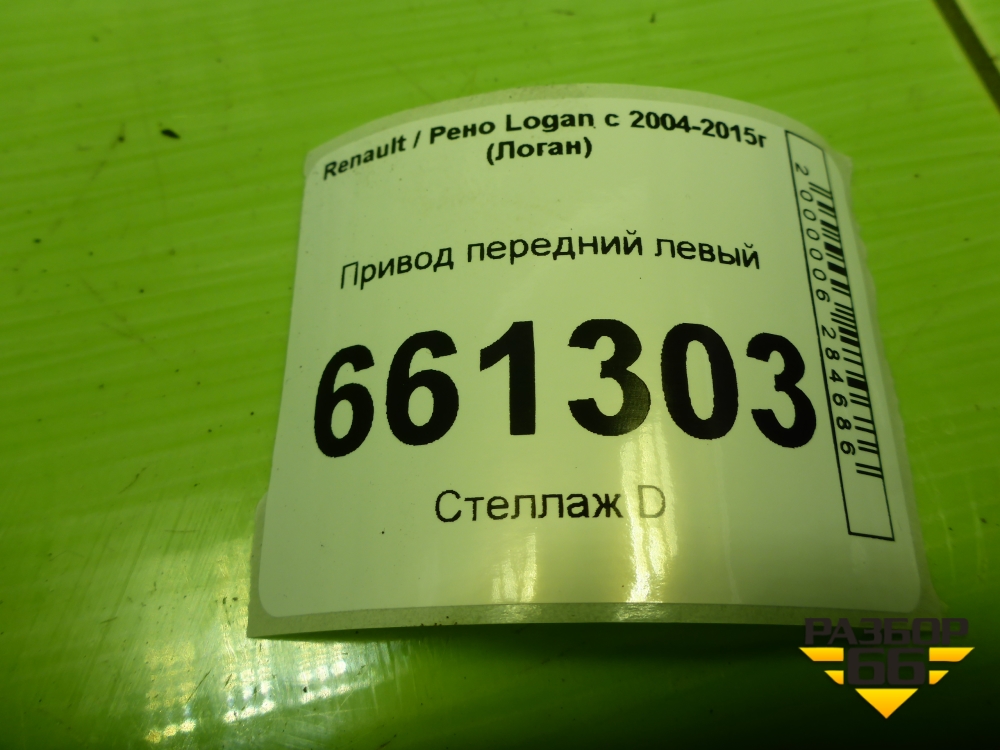 Renault / Рено Logan с 2004-2015г
(Логан)
Привод передний левый
661303
Стеллаж D
2000006284686
РАЗБОР
66